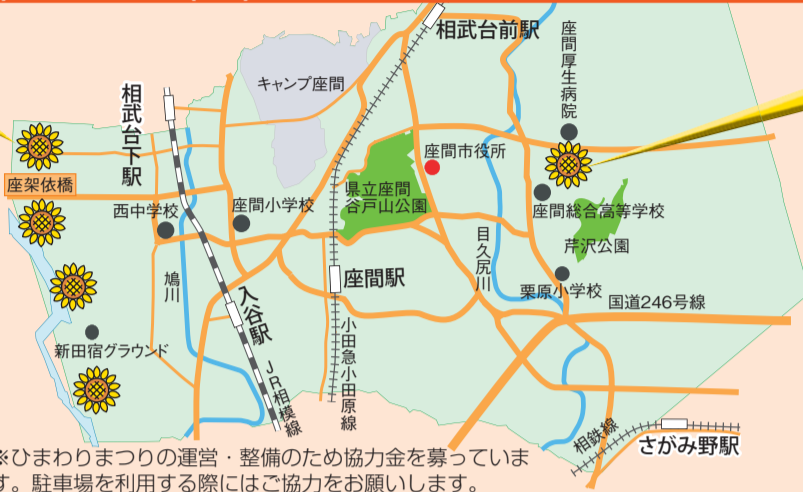 相武台前駅
座間厚生病院
キャンプ座間
相武台下駅
座間市役所
座架依橋
県立座間
谷戸山公園
西中学校
座間小学校
座間総合高等学校
芹沢公園
目久尻川
鳩川
座間駅
栗原小学校
入谷駅
国道246号線
新田宿グラウンド
小田急小田原線
JR相模線
相鉄線
さがみ野駅
※ひまわりまつりの運営・整備のため協力金を募っていま
す。駐車場を利用する際にはご協力をお願いします。